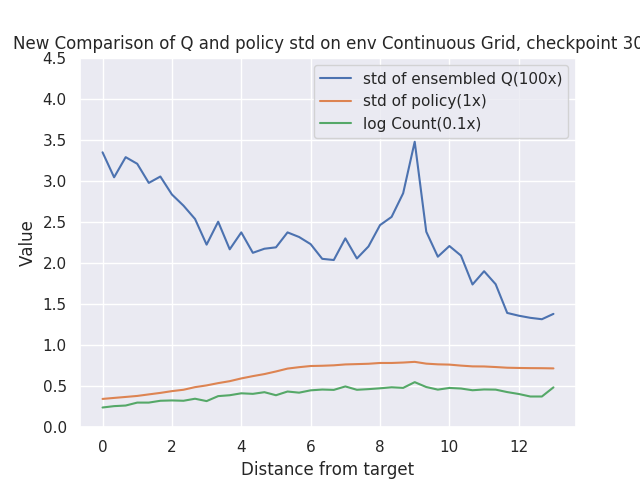 New Comparison of Q and policy std on env Continuous Grid, checkpoint 30
std of ensembled Q(100x)
std of policy(1x)
log Count(0.1x)
Value
4.5
4.0
3.5
3.0
2.5
2.0
1.5
1.0
0.5
0.0
0 2 4 6 8 10 12
Distance from target